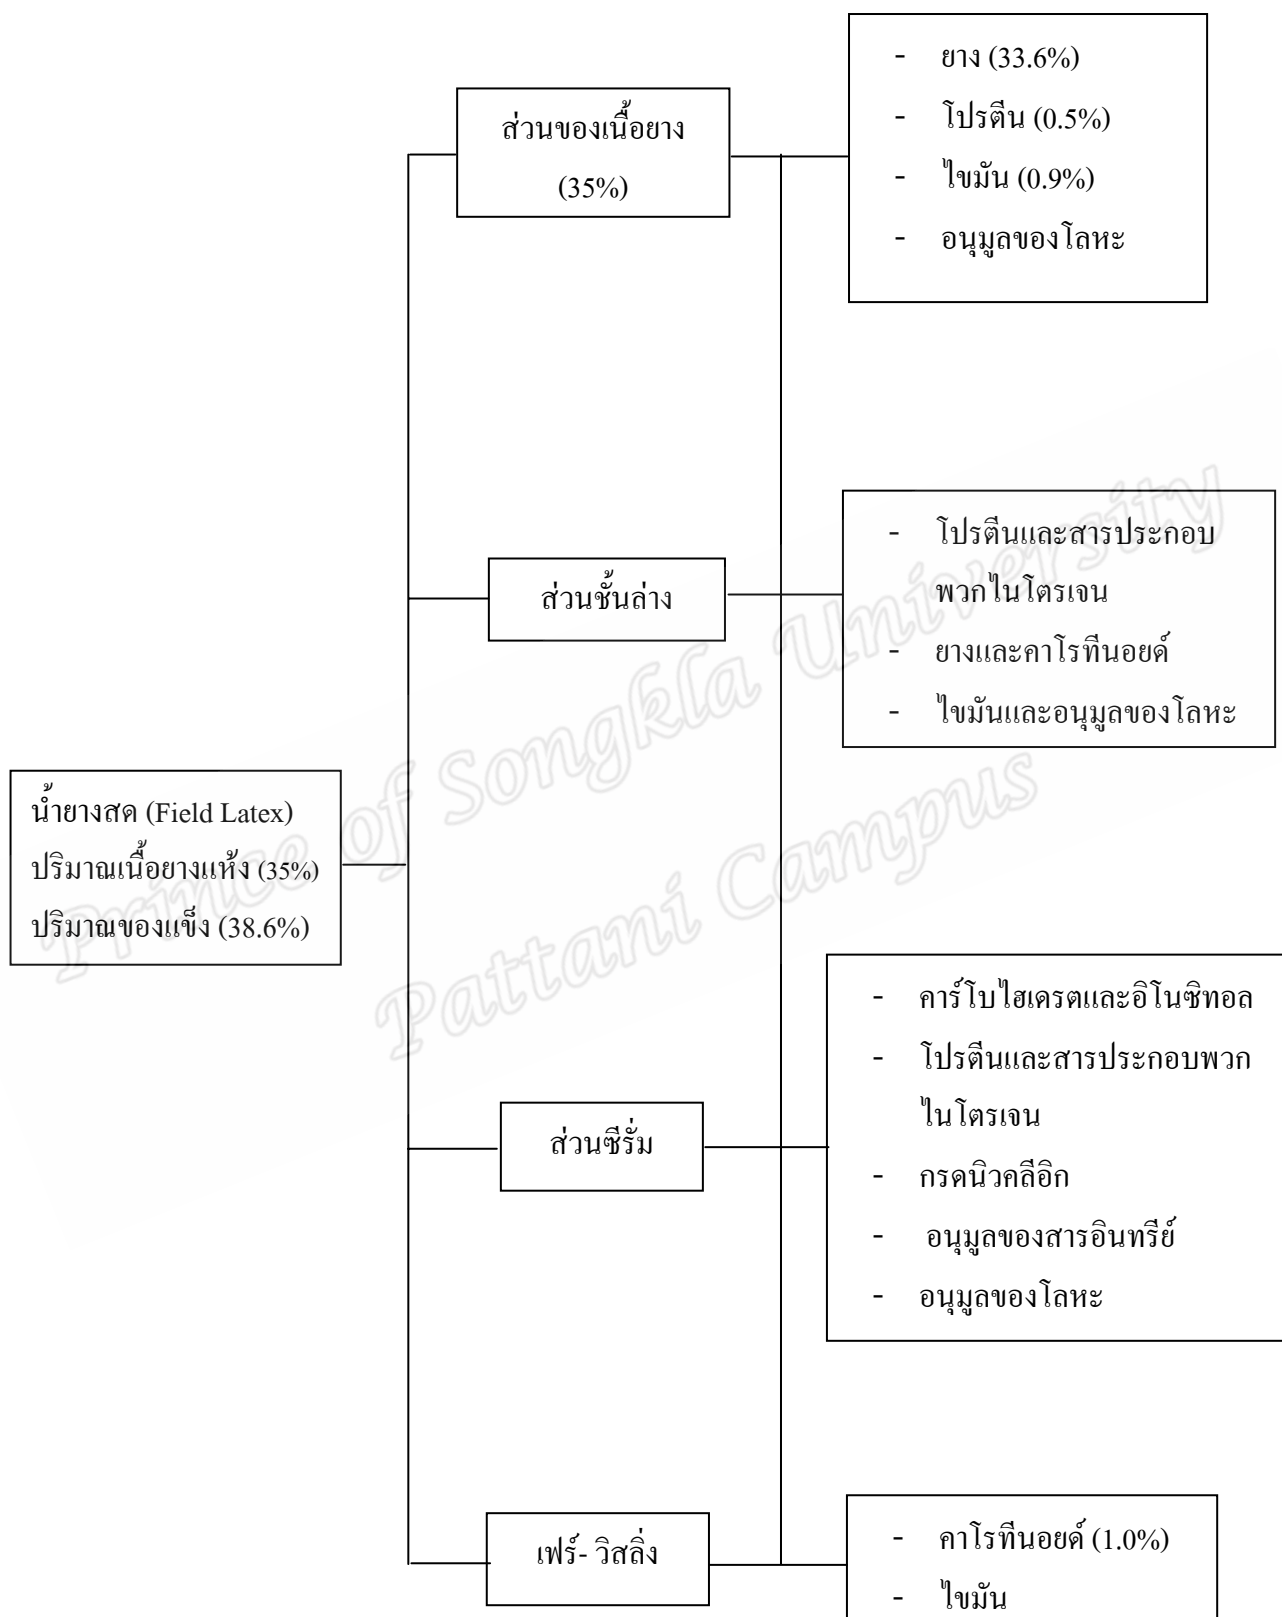 ส่วนของเนื้อยาง
(35%)
- ยาง (33.6%)
- โปรตีน (0.5%)
- ไขมัน (0.9%)
- อนุมูลของโลหะ
ส่วนชั้นล่าง
- โปรตีนและสารประกอบ
พวกไนโตรเจน
- ยางและคาโรทีนอยด์
- ไขมันและอนุมูลของโลหะ
น้ำยางสด (Field Latex)
ปริมาณเนื้อยางแห้ง (35%)
ปริมาณของแข็ง (38.6%)
ส่วนซีรั่ม
- คาร์โบไฮเดรตและอิโนซิทอล
- โปรตีนและสารประกอบพวก
ไนโตรเจน
- กรดนิวคลีอิก
- อนุมูลของสารอินทรีย์
- อนุมูลของโลหะ
เฟร์- วิสลิ่ง
- คาโรทีนอยด์ (1.0%)
- ไขมัน
Prince of Songkla University
Pattani Campus